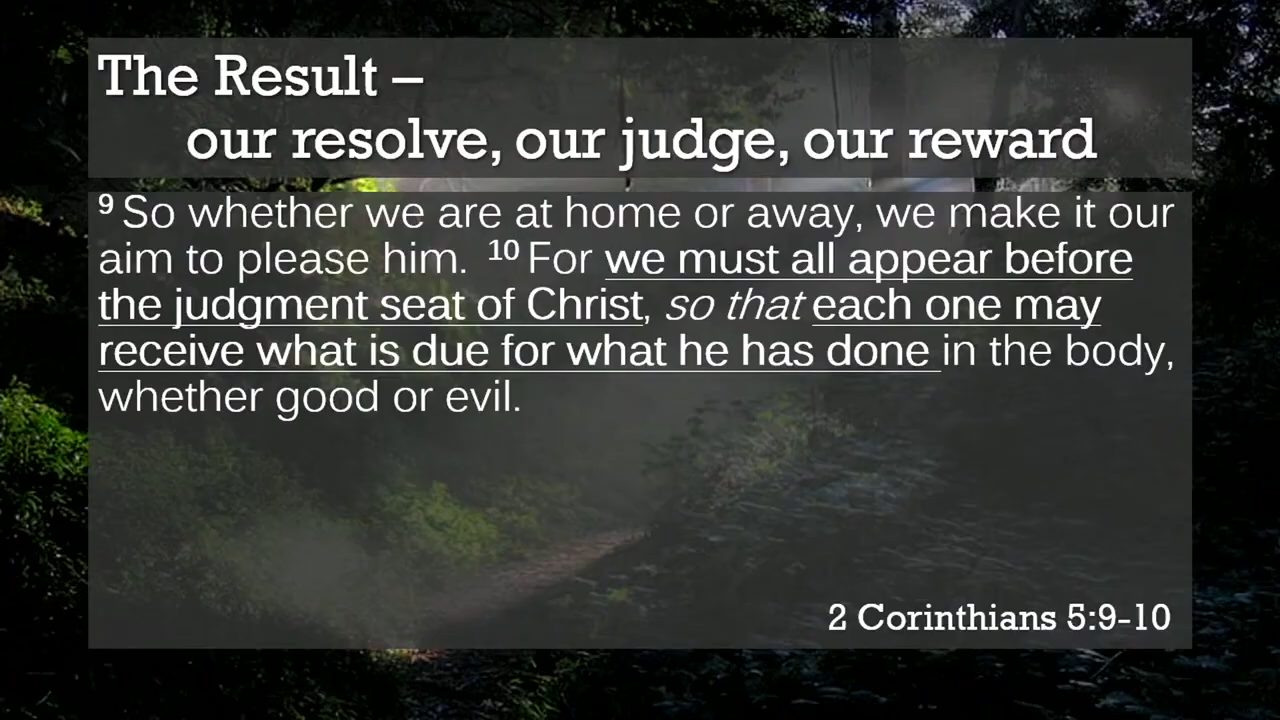 The Result –
our resolve, our judge, our reward
9 So whether we are at home or away, we make it our
aim to please him. 10 For we must all appear before
the judgment seat of Christ, so that each one may
receive what is due for what he has done in the body,
whether good or evil.
2 Corinthians 5:9-10